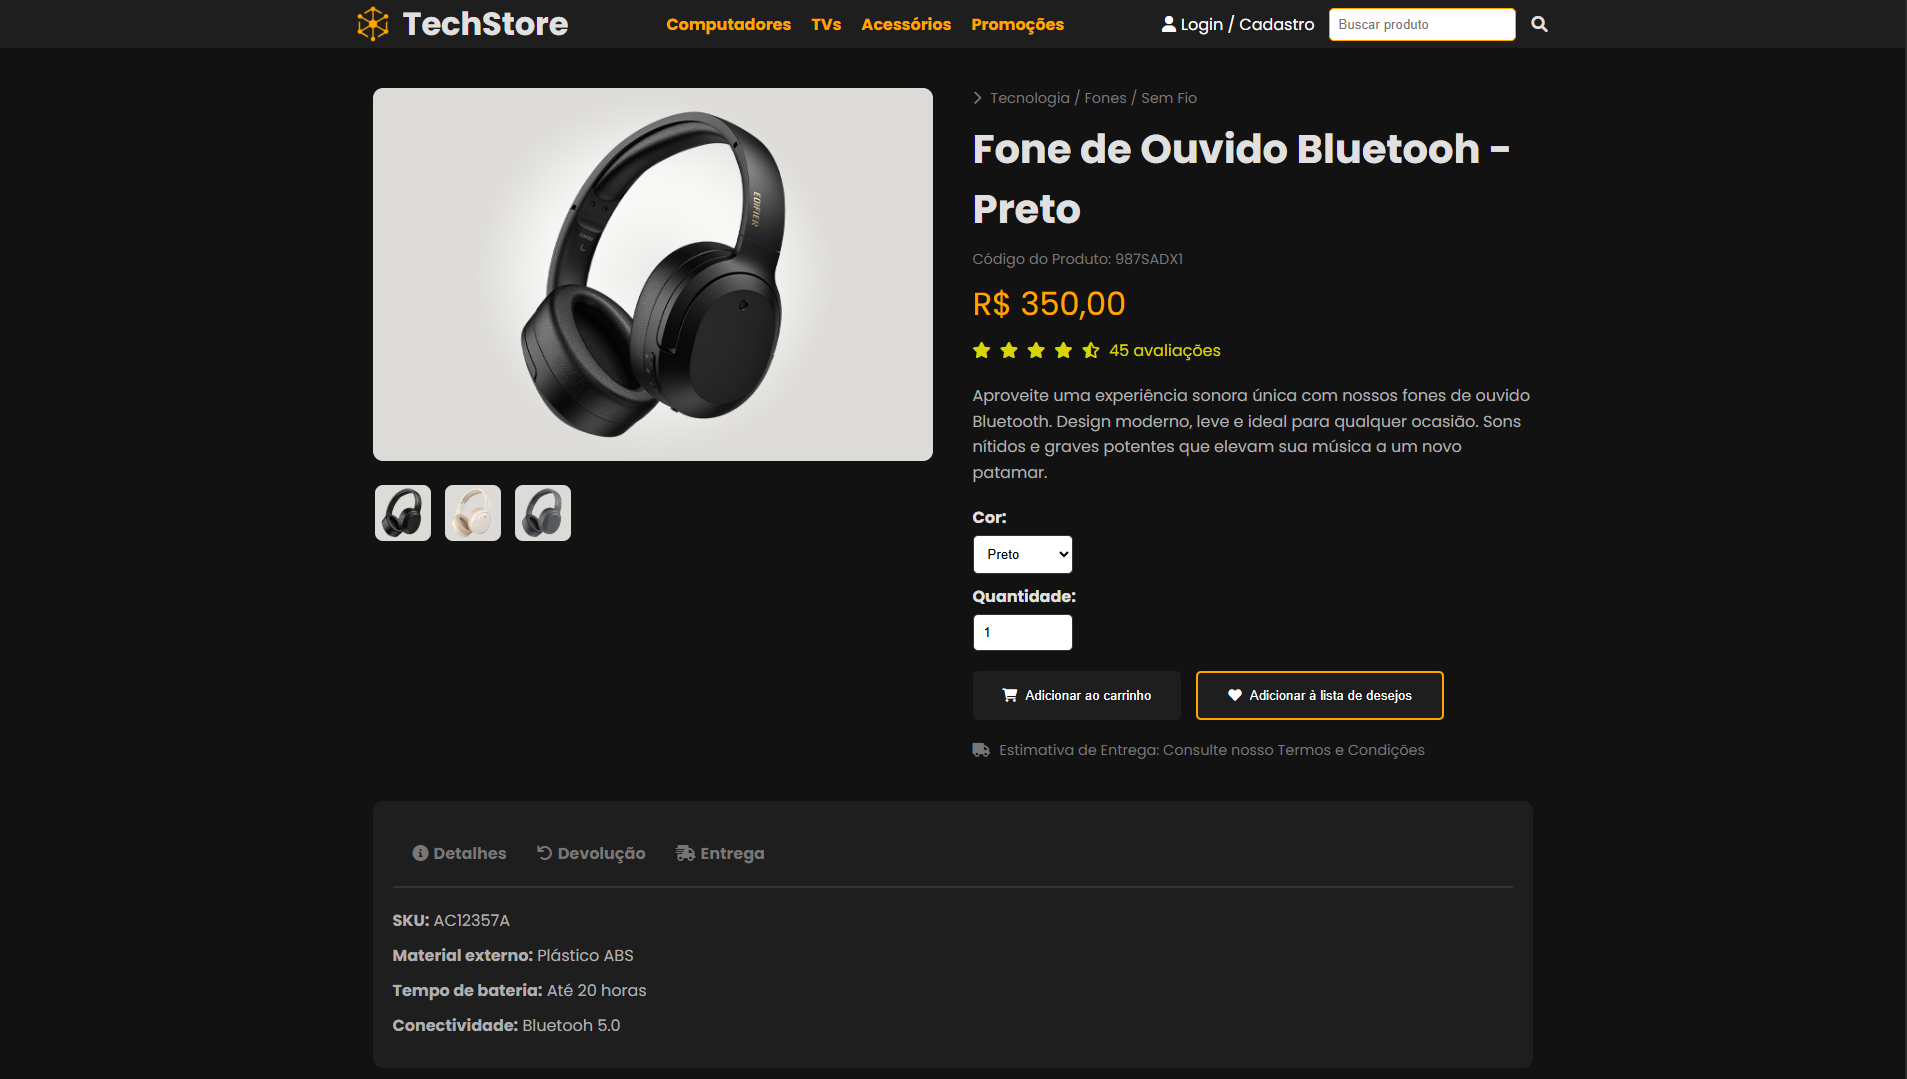 TechStore
Computadores TVs Acessórios Promoções
Login / Cadastro
Buscar produto
EDIFIER
L
Tecnologia / Fones / Sem Fio
Fone de Ouvido Bluetooh -
Preto
Código do Produto: 987SADX1
R$ 350,00
45 avaliações
Aproveite uma experiência sonora única com nossos fones de ouvido
Bluetooth. Design moderno, leve e ideal para qualquer ocasião. Sons
nítidos e graves potentes que elevam sua música a um novo
patamar.
Cor:
Preto
Quantidade:
1
Adicionar ao carrinho
Adicionar à lista de desejos
Estimativa de Entrega: Consulte nosso Termos e Condições
Detalhes Devolução Entrega
SKU: AC12357A
Material externo: Plástico ABS
Tempo de bateria: Até 20 horas
Conectividade: Bluetooh 5.0